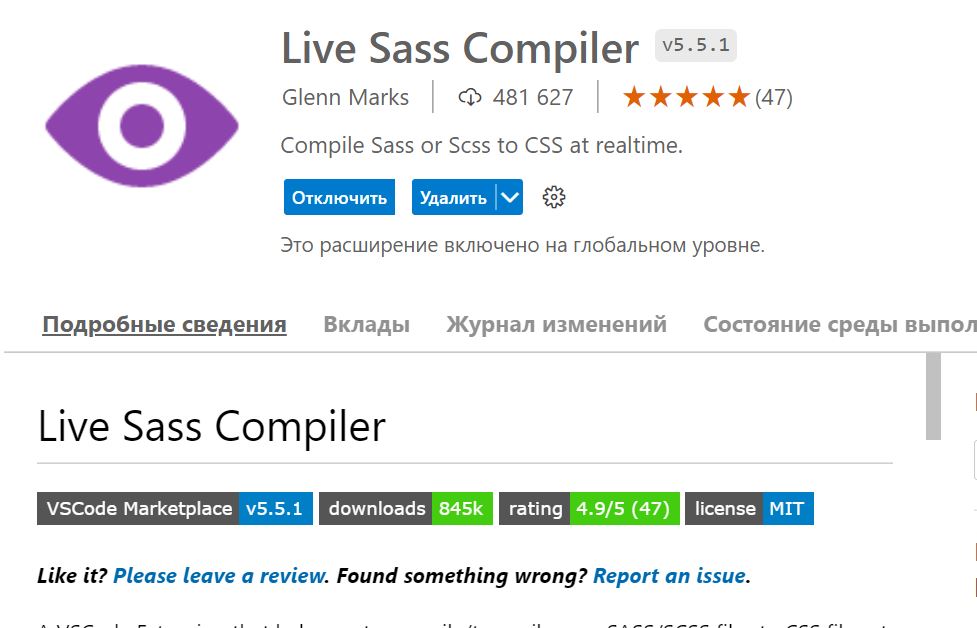 Live Sass Compiler v5.5.1
Glenn Marks 481 627 (47)
Compile Sass or Scss to CSS at realtime.
Отключить Удалить
Это расширение включено на глобальном уровне.
Подробные сведения Вклады Журнал изменений Состояние среды выпол
Live Sass Compiler
VSCode Marketplace v5.5.1 downloads 845k rating 4.9/5 (47) license MIT
Like it? Please leave a review. Found something wrong? Report an issue.